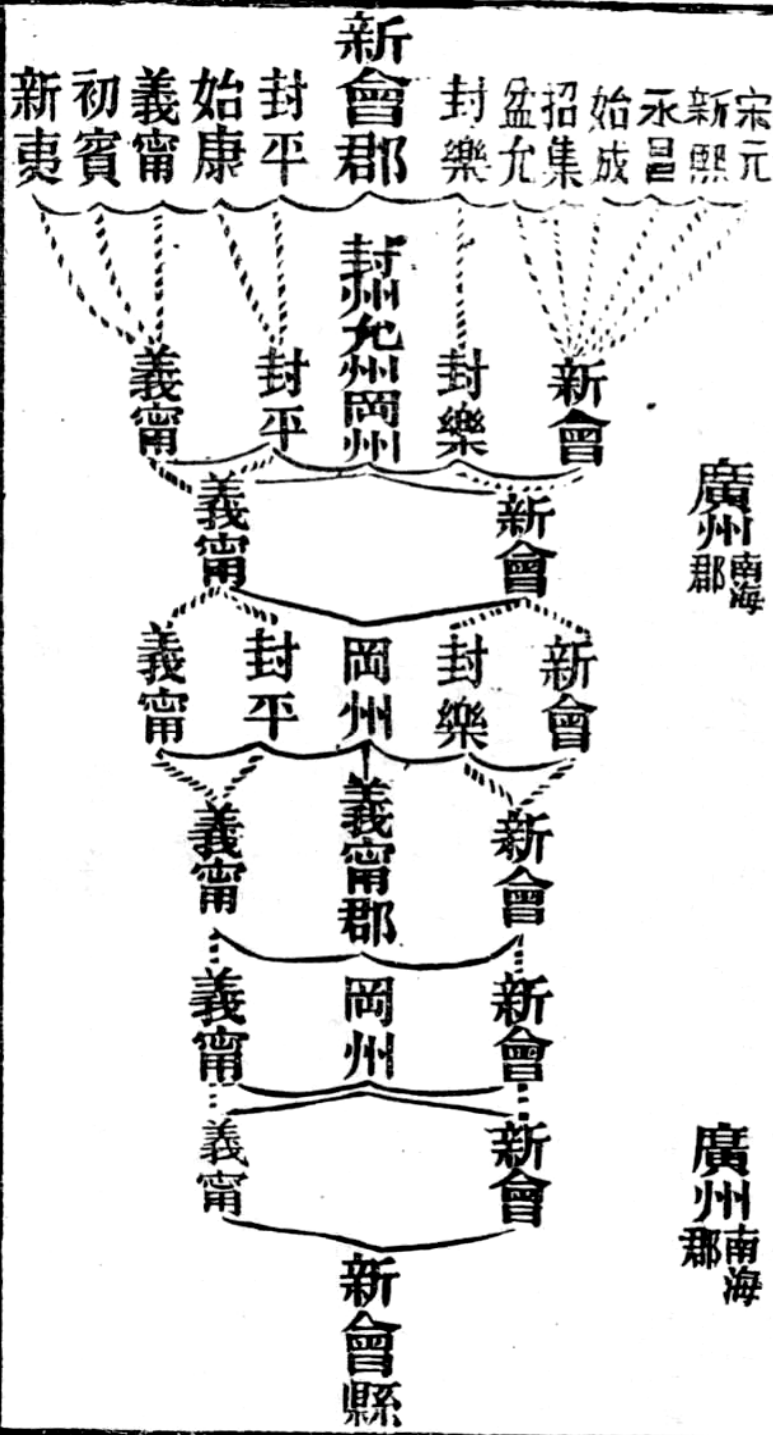 宋元
新熙
永昌
始成
招集
盆允
封樂
新會郡
封平
始康
義甯
初賓
新夷
新會
封樂
封州允州岡州
封平
義甯
廣州南海郡
新會
義甯
新會
封樂
岡州
封平
義甯
新會
義甯郡
義甯
新會
岡州
義甯
廣州南海郡
新會
義甯
新會縣